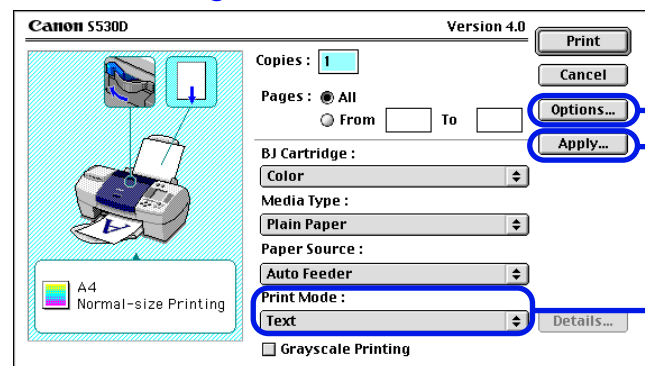 Canon S530D
Version 4.0
Print
Copies : 1
Cancel
Pages : All
Options...
From To
Apply...
BJ Cartridge :
Color
Media Type :
Plain Paper
Paper Source :
Auto Feeder
A4
Normal-size Printing
Print Mode :
Text
Details...
Grayscale Printing